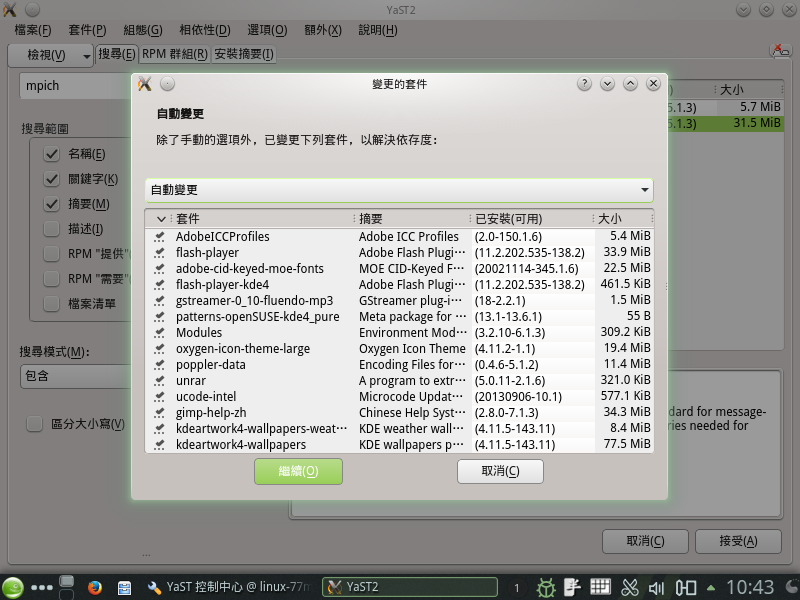 YaST2
檔案(F) 套件(P) 組態(G) 相依性(D) 選項(O) 額外(X) 說明(H)
檢視(V) 搜尋(E) RPM 群組(R) 安裝摘要(I)
mpich
搜尋範圍
名稱(E)
關鍵字(K)
摘要(M)
描述(I)
RPM "提供"
RPM "需要"
檔案清單
搜尋模式(M):
包含
區分大小寫(V)
大小
5.1.3) 5.7 MiB
5.1.3) 31.5 MiB
變更的套件
自動變更
除了手動的選項外，已變更下列套件，以解決依存度:
自動變更
套件 摘要 已安裝(可用) 大小
AdobeICCProfiles Adobe ICC Profiles (2.0-150.1.6) 5.4 MiB
flash-player Adobe Flash Plugi··· (11.2.202.535-138.2) 33.9 MiB
adobe-cid-keyed-moe-fonts MOE CID-Keyed F··· (20021114-345.1.6) 22.5 MiB
flash-player-kde4 Adobe Flash Plugi··· (11.2.202.535-138.2) 461.5 KiB
gstreamer-0_10-fluendo-mp3 GStreamer plug-i··· (18-2.2.1) 1.5 MiB
patterns-openSUSE-kde4_pure Meta package for ··· (13.1-13.6.1) 55 B
Modules Environment Mod··· (3.2.10-6.1.3) 309.2 KiB
oxygen-icon-theme-large Oxygen Icon Theme (4.11.2-1.1) 19.4 MiB
poppler-data Encoding Files for··· (0.4.6-5.1.2) 11.4 MiB
unrar A program to extr··· (5.0.11-2.1.6) 321.0 KiB
ucode-intel Microcode Updat··· (20130906-10.1) 577.1 KiB
gimp-help-zh Chinese Help Syst··· (2.8.0-7.1.3) 34.3 MiB
kdeartwork4-wallpapers-weat··· KDE weather wall··· (4.11.5-143.11) 8.4 MiB
kdeartwork4-wallpapers KDE wallpapers p··· (4.11.5-143.11) 77.5 MiB
繼續(O) 取消(C)
dard for message-
ries needed for
取消(C) 接受(A)
YaST 控制中心 @ linux-77m YaST2 1 10:43